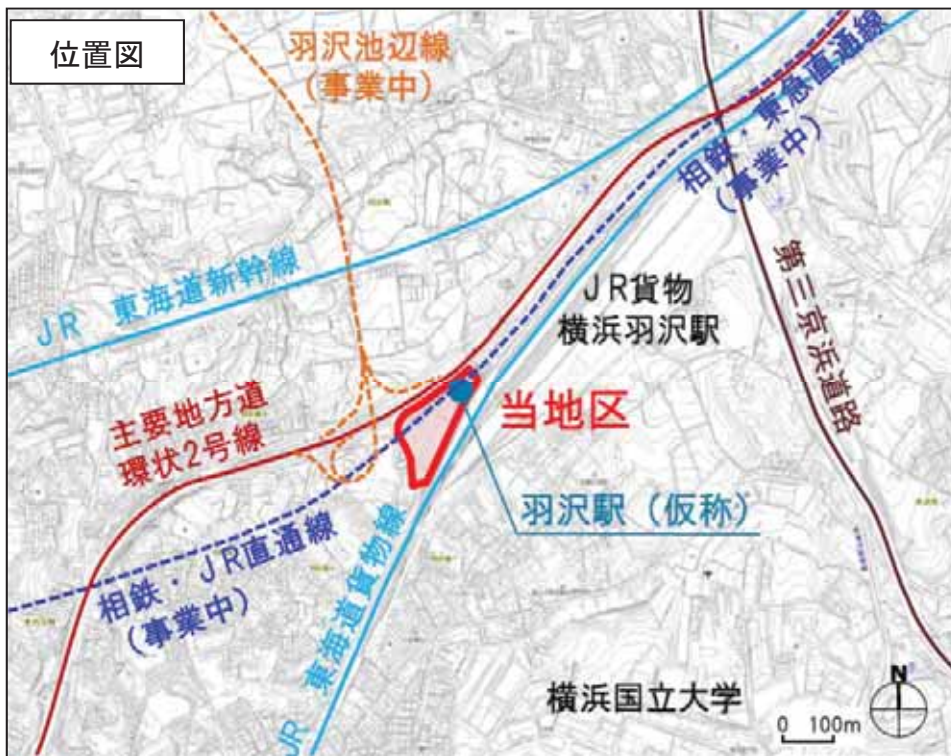 位置図
羽沢池辺線
(事業中)
相鉄・東急直通線
(事業中)
JR 東海道新幹線
JR貨物
横浜羽沢駅
第三京浜道路
当地区
主要地方道
環状2号線
羽沢駅(仮称)
相鉄・JR直通線
(事業中)
JR 東海道貨物線
横浜国立大学
N
0 100m